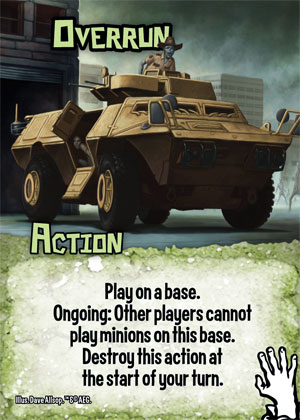 Overrun
Action
Play on a base.
Ongoing: Other players cannot
play minions on this base.
Destroy this action at
the start of your turn.
Illus. Dave Allsop. ™&©AEG.